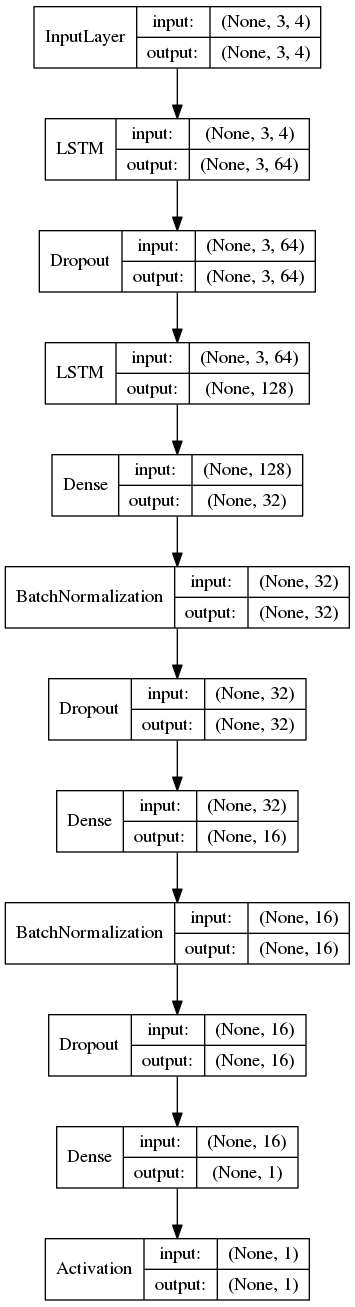 InputLayer
input: (None, 3, 4)
output: (None, 3, 4)
LSTM
input: (None, 3, 4)
output: (None, 3, 64)
Dropout
input: (None, 3, 64)
output: (None, 3, 64)
LSTM
input: (None, 3, 64)
output: (None, 128)
Dense
input: (None, 128)
output: (None, 32)
BatchNormalization
input: (None, 32)
output: (None, 32)
Dropout
input: (None, 32)
output: (None, 32)
Dense
input: (None, 32)
output: (None, 16)
BatchNormalization
input: (None, 16)
output: (None, 16)
Dropout
input: (None, 16)
output: (None, 16)
Dense
input: (None, 16)
output: (None, 1)
Activation
input: (None, 1)
output: (None, 1)